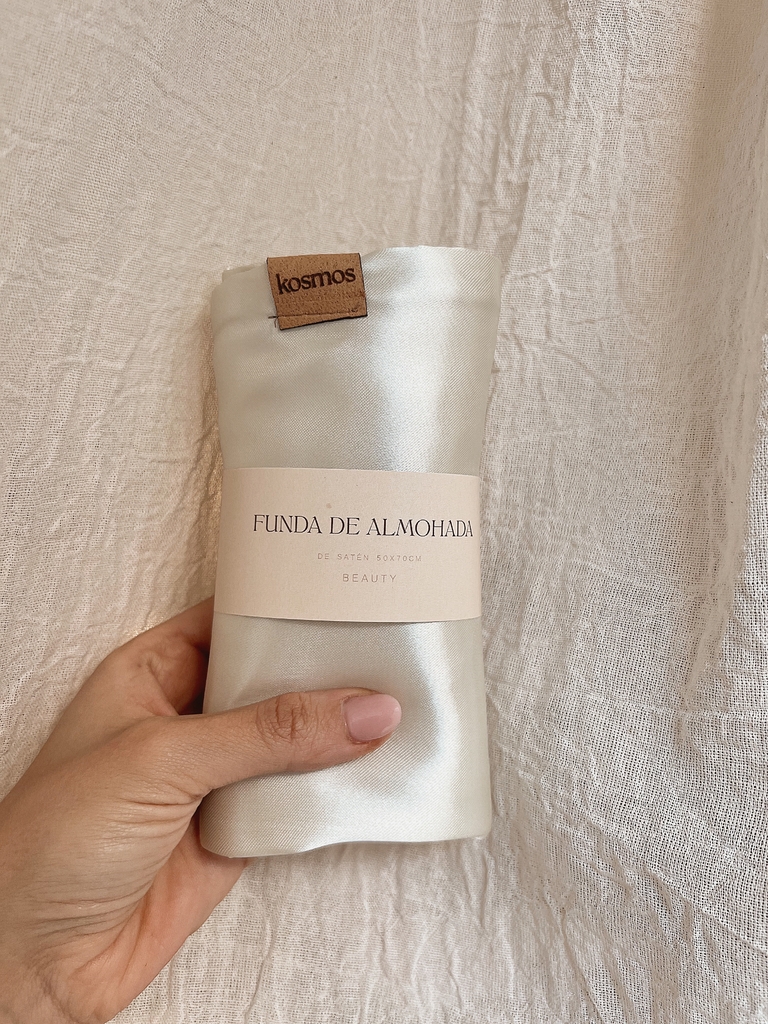 kosmos
FUNDA DE ALMOHADA
DE SATÉN 50X70CM
BEAUTY